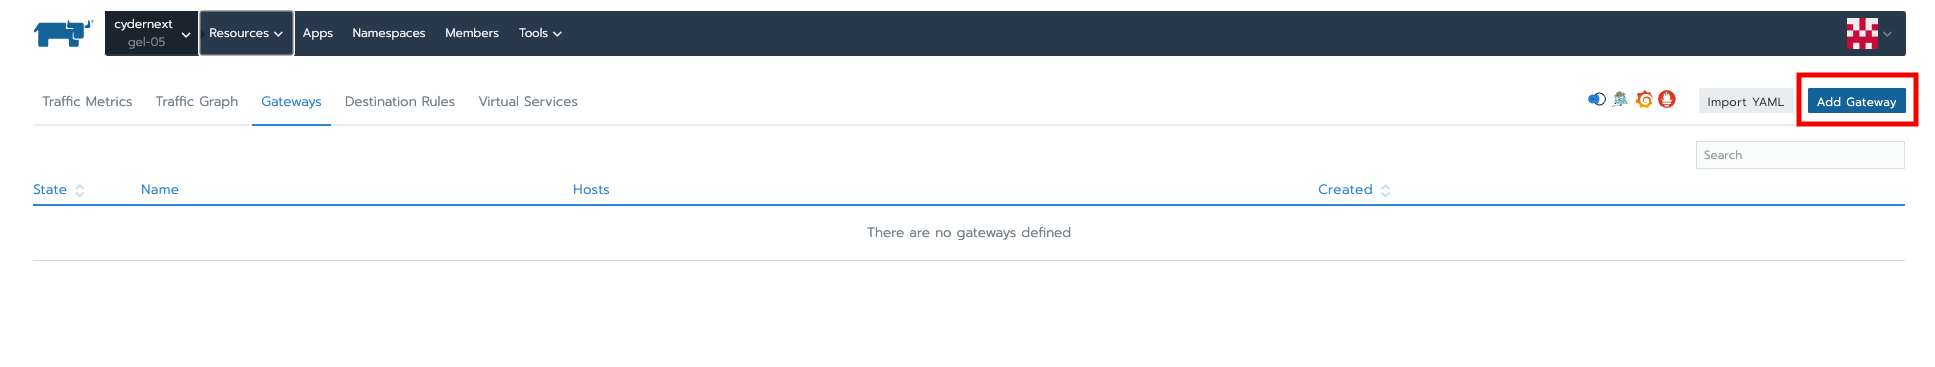 cydernext
gel-05
Resources Apps Namespaces Members Tools
Traffic Metrics Traffic Graph Gateways Destination Rules Virtual Services Import YAML Add Gateway
Search
State Name Hosts Created
There are no gateways defined